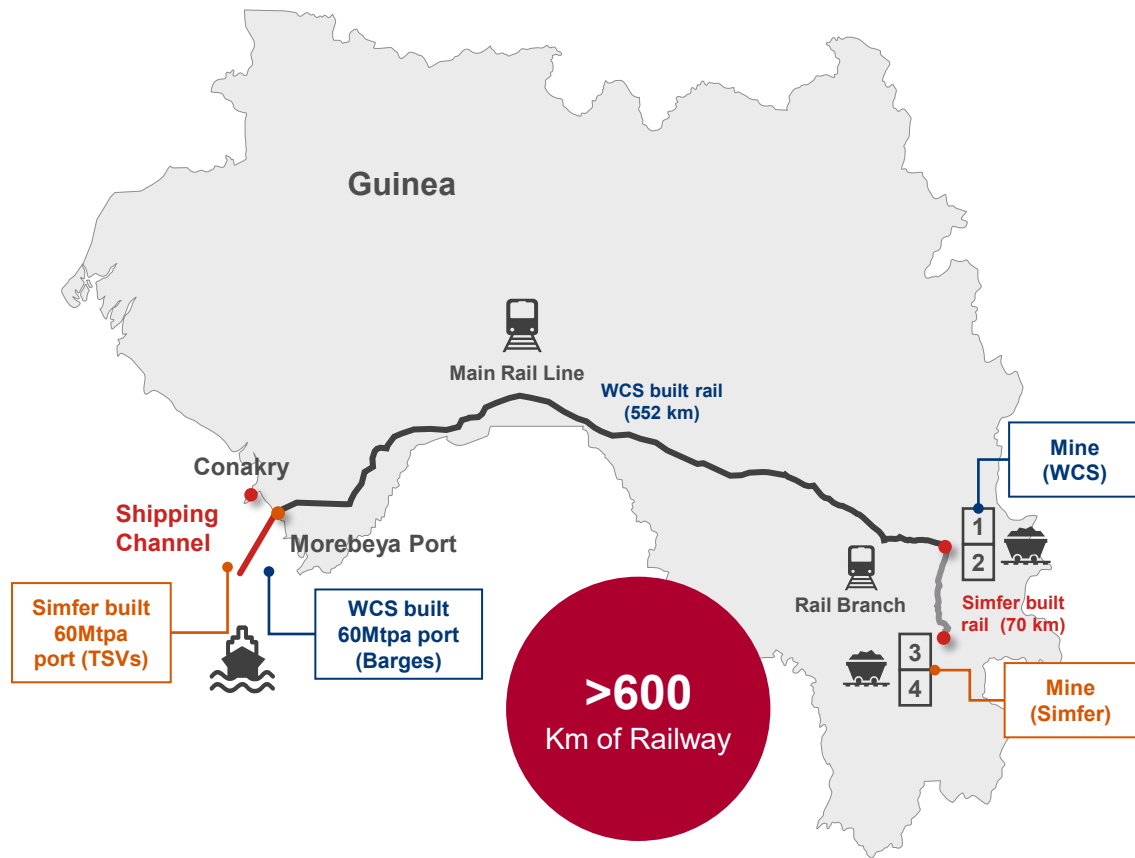 Guinea
Main Rail Line
WCS built rail
(552 km)
Mine
(WCS)
Conakry
Shipping
Channel
Morebeya Port
1
2
Simfer built
60Mtpa
port (TSVs)
WCS built
60Mtpa port
(Barges)
Rail Branch
Simfer built
rail (70 km)
3
4
Mine
(Simfer)
>600
Km of Railway